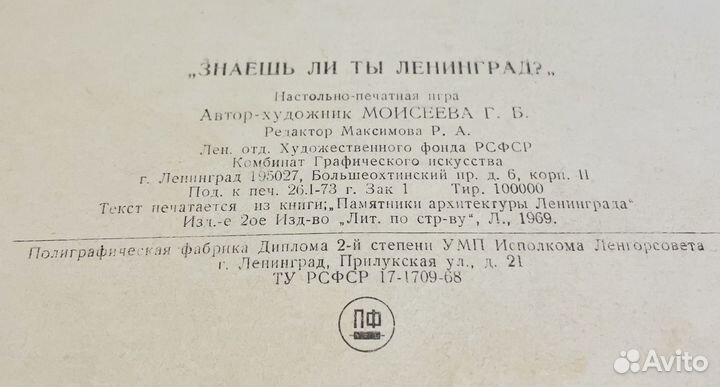 „ЗНАЕШЬ ЛИ ТЫ ЛЕНИНГРАД?„
Настольно-печатная игра
Автор-художник МОИСЕЕВА Г. Б.
Редактор Максимова Р. А.
Лен. отд. Художественного фонда РСФСР
Комбинат Графического искусства
г. Ленинград 195027, Большеохтинский пр. д. 6, корп. II
Под. к печ. 26.I-73 г. Зак 1 Тир. 100000
Текст печатается из книги;„Памятники архитектуры Ленинграда“
Изд.-е 2ое Изд-во „Лит. по стр-ву“, Л., 1969.
Полиграфическая фабрика Диплома 2-й степени УМП Исполкома Ленгорсовета
г. Ленинград, Прилукская ул., д. 21
ТУ РСФСР 17-1709-68
ПФ
Avito